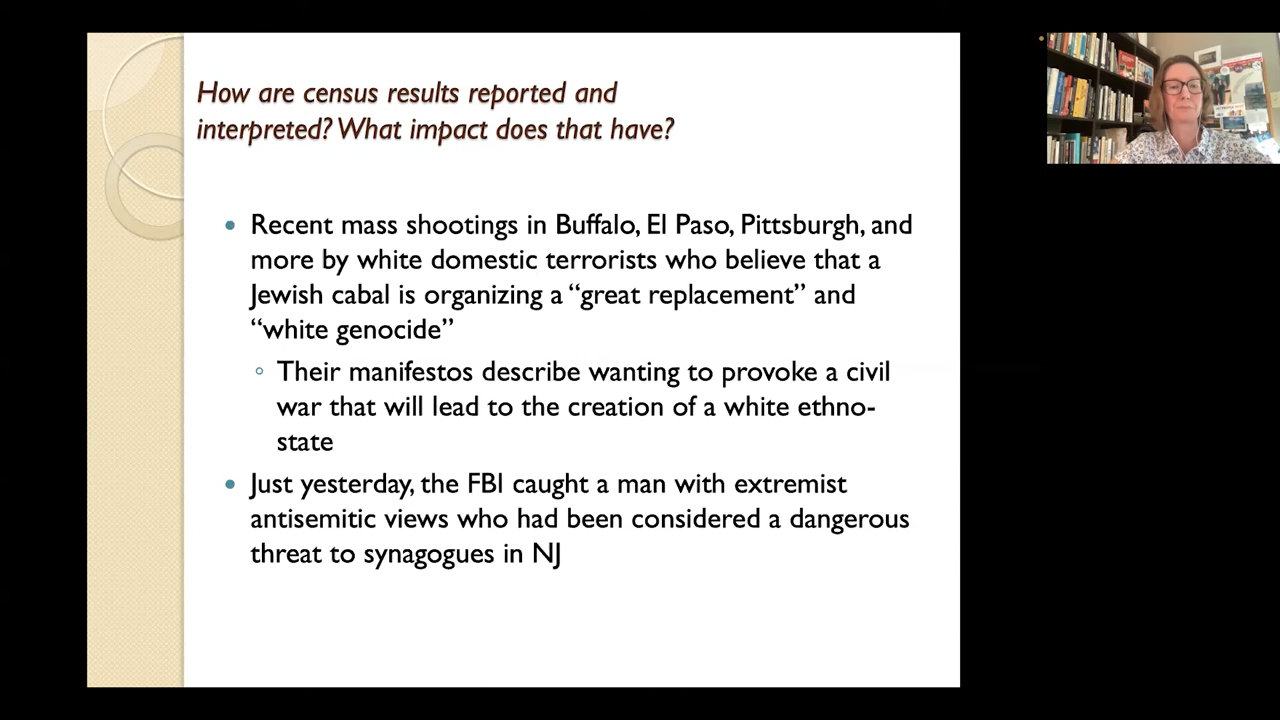 How are census results reported and
interpreted? What impact does that have?
• Recent mass shootings in Buffalo, El Paso, Pittsburgh, and
more by white domestic terrorists who believe that a
Jewish cabal is organizing a “great replacement” and
“white genocide”
◦ Their manifestos describe wanting to provoke a civil
war that will lead to the creation of a white ethno-
state
• Just yesterday, the FBI caught a man with extremist
antisemitic views who had been considered a dangerous
threat to synagogues in NJ